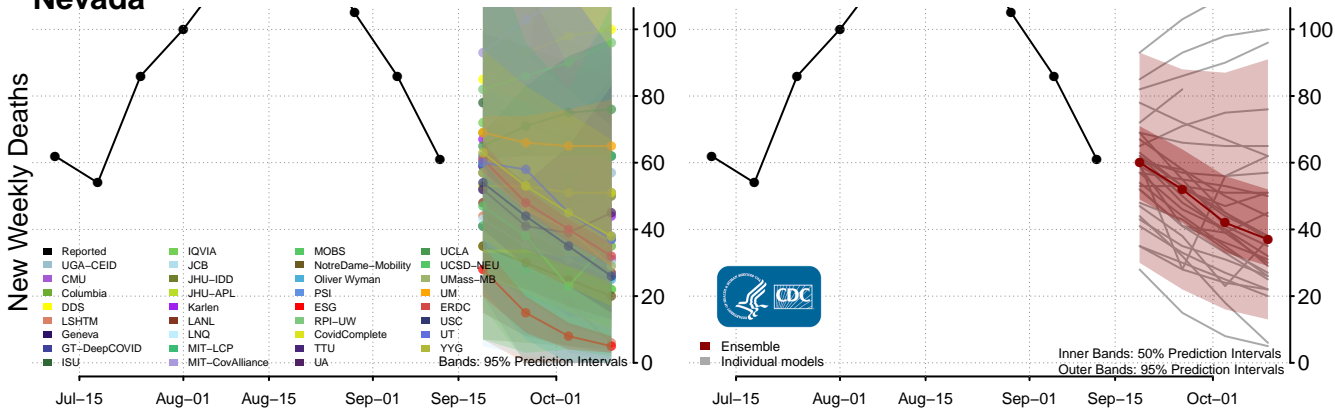 Nevada
New Weekly Deaths
100
80
60
40
20
0
Reported
UGA−CEID
CMU
Columbia
DDS
LSHTM
Geneva
GT−DeepCOVID
ISU
IQVIA
JCB
JHU−IDD
JHU−APL
Karlen
LANL
LNQ
MIT−LCP
MIT−CovAlliance
MOBS
NotreDame−Mobility
Oliver Wyman
PSI
ESG
RPI−UW
CovidComplete
TTU
UA
UCLA
UCSD−NEU
UMass−MB
UM
ERDC
USC
UT
YYG
Bands: 95% Prediction Intervals
Jul−15
Aug−01
Aug−15
Sep−01
Sep−15
Oct−01
100
80
60
40
20
0
CDC
Ensemble
Individual models
Inner Bands: 50% Prediction Intervals
Outer Bands: 95% Prediction Intervals
Jul−15
Aug−01
Aug−15
Sep−01
Sep−15
Oct−01